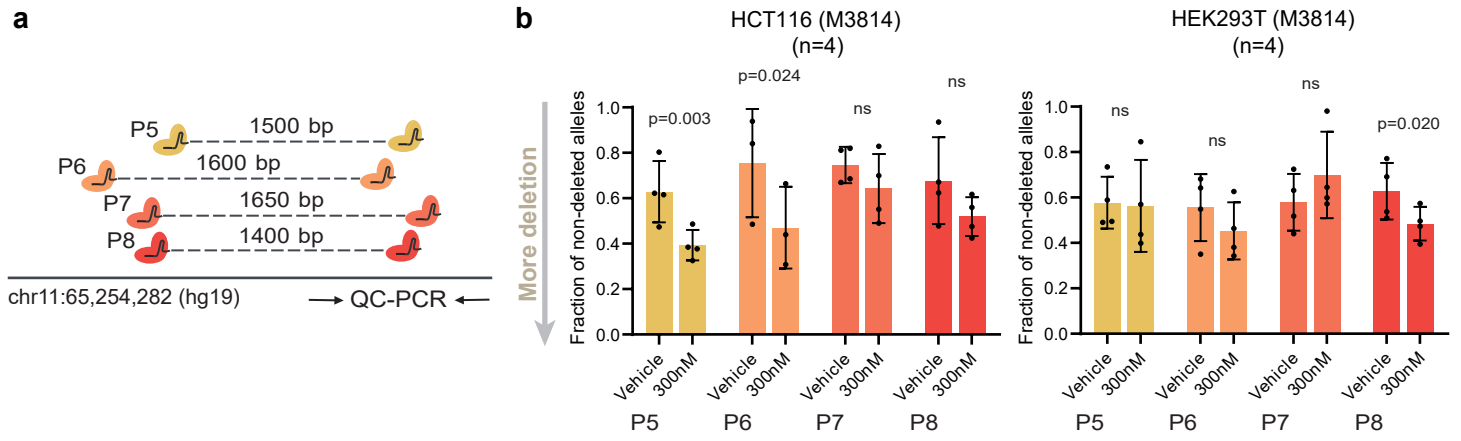 a
P5
1500 bp
P6
1600 bp
P7
1650 bp
P8
1400 bp
chr11:65,254,282 (hg19)
QC-PCR
b
More deletion
HCT116 (M3814)
(n=4)
Fraction of non-deleted alleles
1.0
0.8
0.6
0.4
0.2
0.0
p=0.003
p=0.024
ns
ns
Vehicle
300nM
Vehicle
300nM
Vehicle
300nM
Vehicle
300nM
P5
P6
P7
P8
HEK293T (M3814)
(n=4)
Fraction of non-deleted alleles
1.0
0.8
0.6
0.4
0.2
0.0
ns
ns
ns
p=0.020
Vehicle
300nM
Vehicle
300nM
Vehicle
300nM
Vehicle
300nM
P5
P6
P7
P8